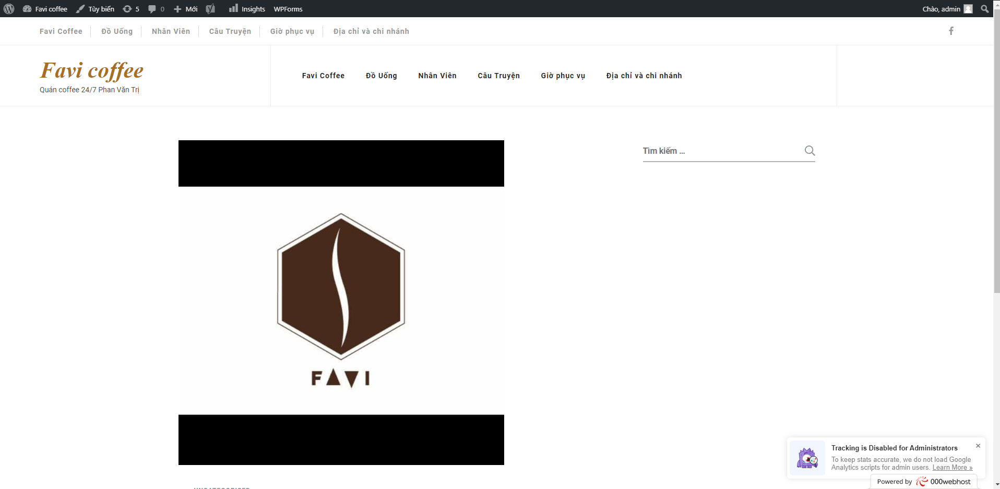 Favi coffee Tùy biến 5 0 Mới Insights WPForms Chào, admin
Favi Coffee Đồ Uống Nhân Viên Câu Truyện Giờ phục vụ Địa chỉ và chi nhánh
Favi coffee
Quán coffee 24/7 Phan Văn Trị
Favi Coffee Đồ Uống Nhân Viên Câu Truyện Giờ phục vụ Địa chỉ và chi nhánh
Tìm kiếm …
FAVI
Tracking is Disabled for Administrators
To keep stats accurate, we do not load Google
Analytics scripts for admin users. Learn More »
Powered by 000webhost
UNCATEGORISED